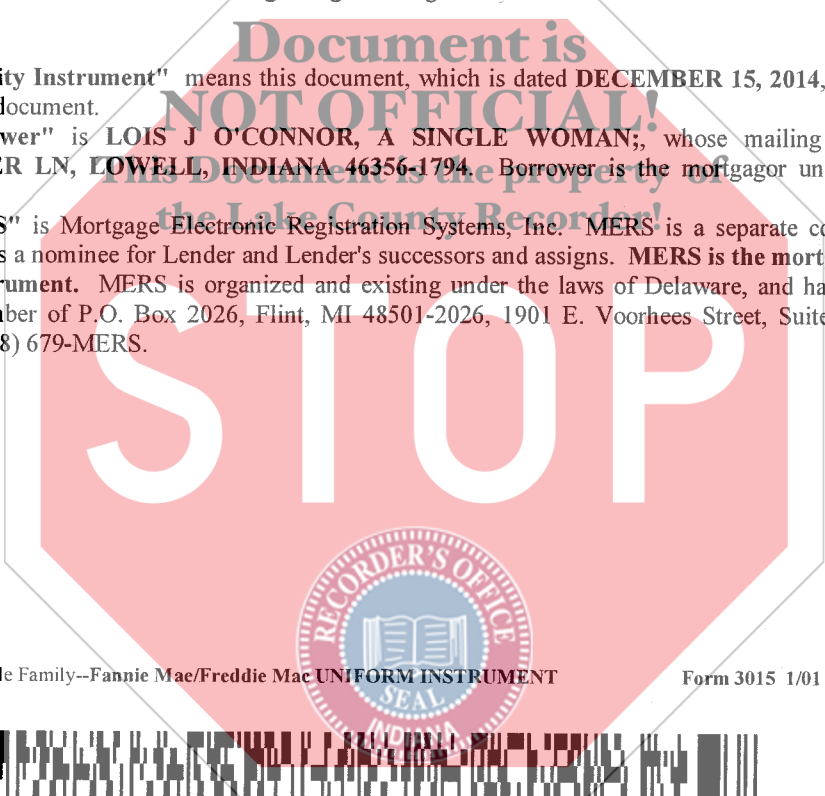 Document is
ity Instrument" means this document, which is dated DECEMBER 15, 2014,
document.
NOT OFFICIAL!
wer" is LOIS J O'CONNOR, A SINGLE WOMAN;, whose mailing
ER LN, LOWELL, INDIANA 46356-1794. Borrower is the mortgagor un
This Document is the property of
the Lake County Recorder!
S" is Mortgage Electronic Registration Systems, Inc. MERS is a separate co
s a nominee for Lender and Lender's successors and assigns. MERS is the mort
rument. MERS is organized and existing under the laws of Delaware, and ha
ber of P.O. Box 2026, Flint, MI 48501-2026, 1901 E. Voorhees Street, Suite
8) 679-MERS.
STOP
RECORDER'S OFFICE
SEAL
INDIANA
e Family--Fannie Mae/Freddie Mac UNIFORM INSTRUMENT Form 3015 1/01